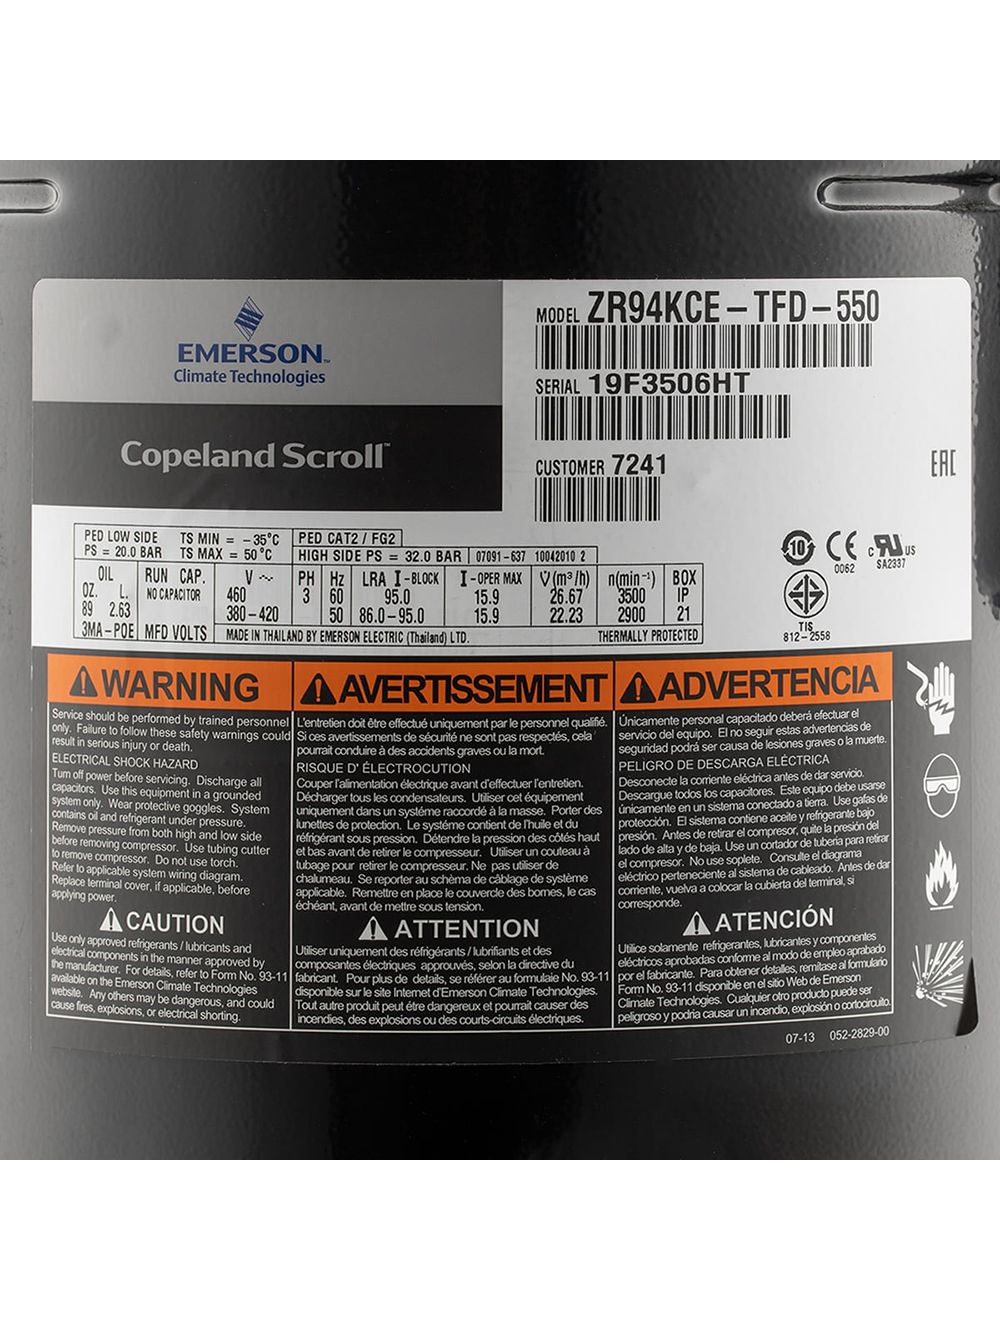 EMERSON™
Climate Technologies
Copeland Scroll™
MODEL ZR94KCE-TFD-550
SERIAL 19F3506HT
CUSTOMER 7241
EAC
PED LOW SIDE TS MIN = -35°C
PS = 20.0 BAR TS MAX = 50°C
PED CAT2 / FG2
HIGH SIDE PS = 32.0 BAR 07091-637 10042010 2
OIL
OZ. L.
89 2.63
3MA-POE
RUN CAP.
NO CAPACITOR
MFD VOLTS
V ~
460
380-420
PH
3
Hz
60
50
LRA I-BLOCK
95.0
86.0-95.0
I-OPER MAX
15.9
15.9
V̇(m³/h)
26.67
22.23
n(min⁻¹)
3500
2900
BOX
IP
21
MADE IN THAILAND BY EMERSON ELECTRIC (Thailand) LTD. THERMALLY PROTECTED
10
CE
0062
c RU us
SA2337
TIS
812-2558
WARNING
Service should be performed by trained personnel
only. Failure to follow these safety warnings could
result in serious injury or death.
ELECTRICAL SHOCK HAZARD
Turn off power before servicing. Discharge all
capacitors. Use this equipment in a grounded
system only. Wear protective goggles. System
contains oil and refrigerant under pressure.
Remove pressure from both high and low side
before removing compressor. Use tubing cutter
to remove compressor. Do not use torch.
Refer to applicable system wiring diagram.
Replace terminal cover, if applicable, before
applying power.
CAUTION
Use only approved refrigerants / lubricants and
electrical components in the manner approved by
the manufacturer. For details, refer to Form No. 93-11
available on the Emerson Climate Technologies
website. Any others may be dangerous, and could
cause fires, explosions, or electrical shorting.
AVERTISSEMENT
L'entretien doit être effectué uniquement par le personnel qualifié.
Si ces avertissements de sécurité ne sont pas respectés, cela
pourrait conduire à des accidents graves ou la mort.
RISQUE D' ÉLECTROCUTION
Couper l'alimentation électrique avant d'effectuer l'entretien.
Décharger tous les condensateurs. Utiliser cet équipement
uniquement dans un système raccordé à la masse. Porter des
lunettes de protection. Le système contient de l'huile et du
réfrigérant sous pression. Détendre la pression des côtés haut
et bas avant de retirer le compresseur. Utiliser un couteau à
tubage pour retirer le compresseur. Ne pas utiliser de
chalumeau. Se reporter au schéma de câblage de système
applicable. Remettre en place le couvercle des bornes, le cas
échéant, avant de mettre sous tension.
ATTENTION
Utiliser uniquement des réfrigérants / lubrifiants et des
composantes électriques approuvés, selon la directive du
fabricant. Pour plus de détails, se référer au formulaie No. 93-11
disponible sur le site Internet d'Emerson Climate Technologies.
Tout autre produit peut être dangereux et pourrait causer des
incendies, des explosions ou des courts-circuits électriques.
ADVERTENCIA
Únicamente personal capacitado deberá efectuar el
servicio del equipo. El no seguir estas advertencias de
seguridad podrá ser causa de lesiones graves o la muerte.
PELIGRO DE DESCARGA ELÉCTRICA
Desconecte la corriente eléctrica antes de dar servicio.
Descargue todos los capacitores. Este equipo debe usarse
únicamente en un sistema conectado a tierra. Use gafas de
protección. El sistema contiene aceite y refrigerante bajo
presión. Antes de retirar el compresor, quite la presión del
lado de alta y de baja. Use un cortador de tubería para retirar
el compresor. No use soplete. Consulte el diagrama
eléctrico perteneciente al sistema de cableado. Antes de dar
corriente, vuelva a colocar la cubierta del terminal, si
corresponde.
ATENCIÓN
Utilice solamente refrigerantes, lubricantes y componentes
eléctricos aprobadas conforme al modo de empleo aprobado
por el fabricante. Para obtener detalles, remítase al formulario
Form No. 93-11 disponible en el sitio Web de Emerson
Climate Technologies. Cualquier otro producto puede ser
peligroso y podría causar un incendio, explosión o cortocircuito.
07-13 052-2829-00